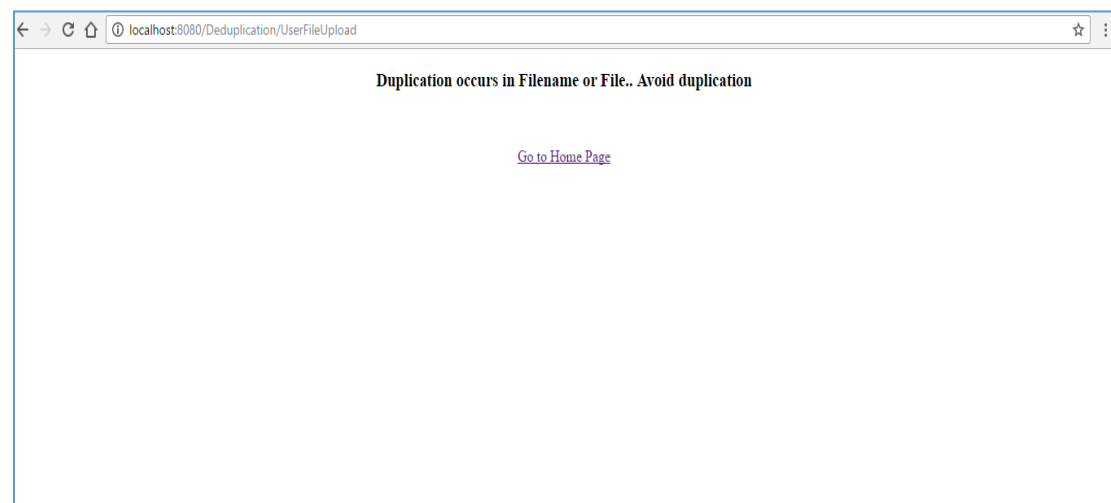 localhost:8080/Deduplication/UserFileUpload
Duplication occurs in Filename or File.. Avoid duplication
Go to Home Page